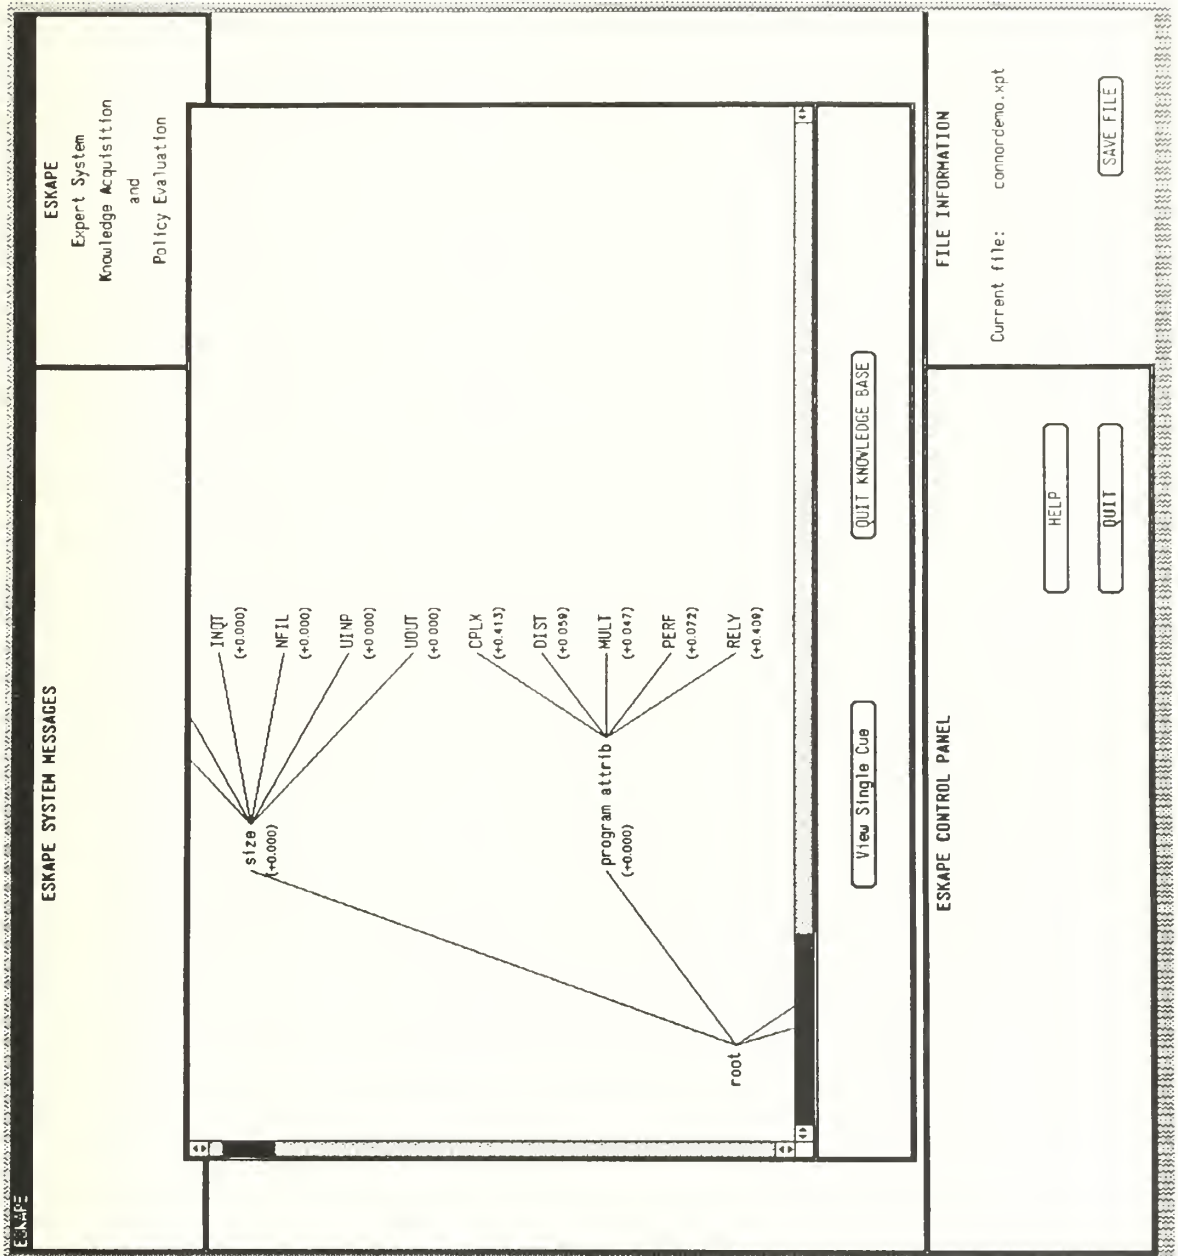 ESKAPE
ESKAPE SYSTEM MESSAGES
ESKAPE
Expert System
Knowledge Acquisition
and
Policy Evaluation
INQT
(+0.000)
NFIL
(+0.000)
UINP
(+0.000)
UOUT
(+0.000)
size
(+0.000)
CPLX
(+0.413)
DIST
(+0.059)
MULT
(+0.047)
program attrib
(+0.000)
PERF
(+0.072)
RELY
(+0.409)
root
View Single Cue
QUIT KNOWLEDGE BASE
ESKAPE CONTROL PANEL
HELP
QUIT
FILE INFORMATION
Current file: connordemo.xpt
SAVE FILE